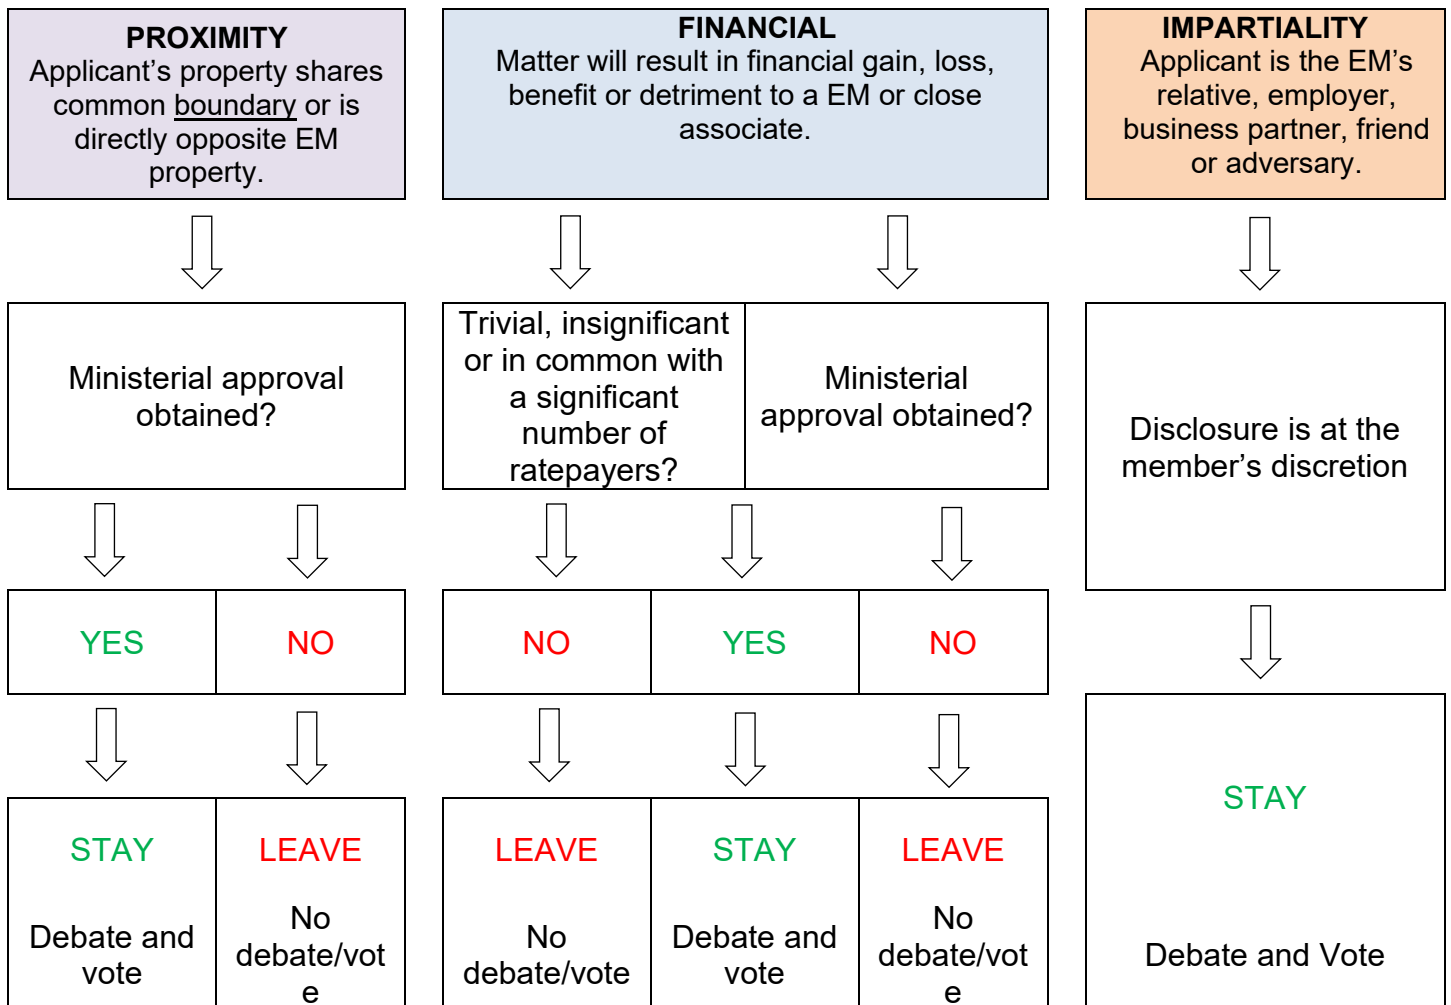 PROXIMITY
Applicant’s property shares
common boundary or is
directly opposite EM
property.
FINANCIAL
Matter will result in financial gain, loss,
benefit or detriment to a EM or close
associate.
IMPARTIALITY
Applicant is the EM’s
relative, employer,
business partner, friend
or adversary.
Ministerial approval
obtained?
Trivial, insignificant
or in common with
a significant
number of
ratepayers?
Ministerial
approval obtained?
Disclosure is at the
member’s discretion
YES
NO
NO
YES
NO
STAY
Debate and
vote
LEAVE
No
debate/vot
e
LEAVE
No
debate/vote
STAY
Debate and
vote
LEAVE
No
debate/vot
e
STAY
Debate and Vote